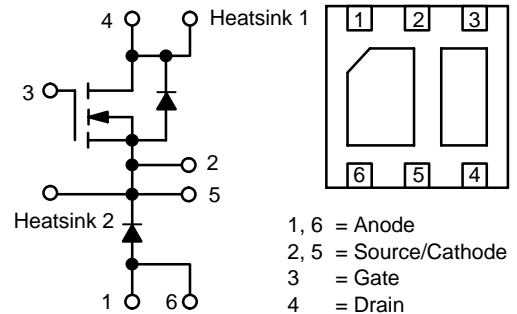 4
Heatsink 1
3
2
5
Heatsink 2
1 6
1 2 3
6 5 4
1, 6 = Anode
2, 5 = Source/Cathode
3 = Gate
4 = Drain